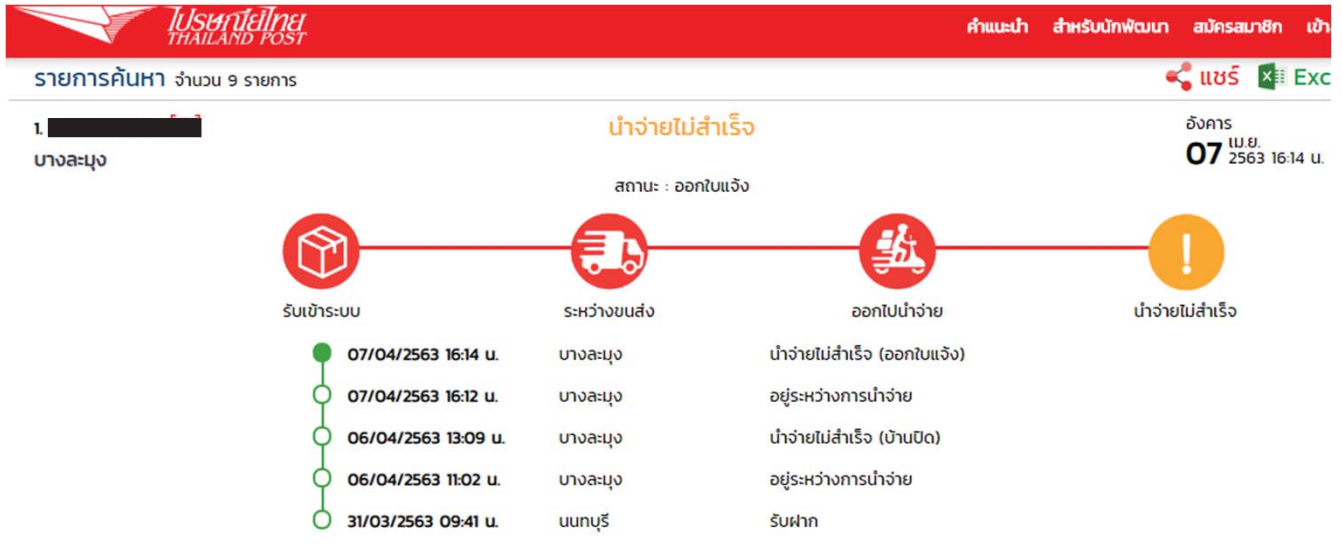 ไปรษณีย์ไทย
THAILAND POST
คำแนะนำ สำหรับนักพัฒนา สมัครสมาชิก เข้า
รายการค้นหา จำนวน 9 รายการ
แชร์ Exc
1.
นำจ่ายไม่สำเร็จ
อังคาร
07 เม.ย. 2563 16:14 น.
บางละมุง
สถานะ : ออกใบแจ้ง
รับเข้าระบบ ระหว่างขนส่ง ออกไปนำจ่าย นำจ่ายไม่สำเร็จ
07/04/2563 16:14 น. บางละมุง นำจ่ายไม่สำเร็จ (ออกใบแจ้ง)
07/04/2563 16:12 น. บางละมุง อยู่ระหว่างการนำจ่าย
06/04/2563 13:09 น. บางละมุง นำจ่ายไม่สำเร็จ (บ้านปิด)
06/04/2563 11:02 น. บางละมุง อยู่ระหว่างการนำจ่าย
31/03/2563 09:41 น. นนทบุรี รับฝาก